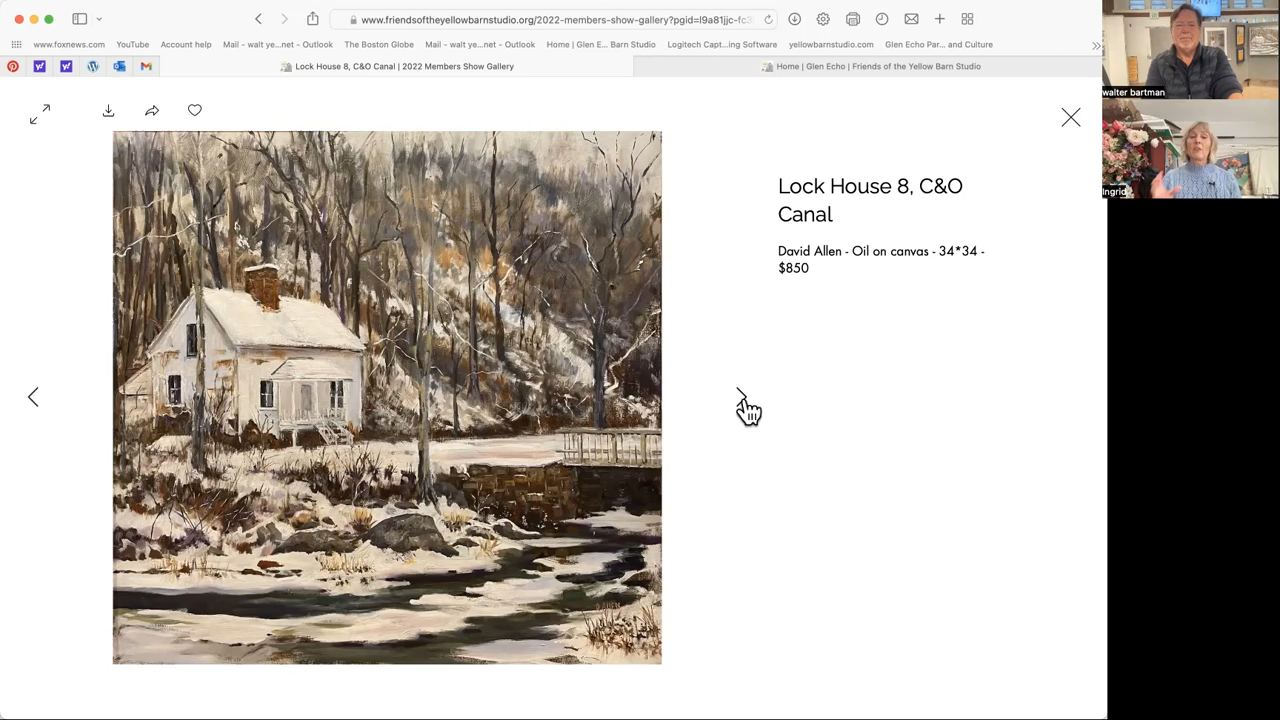 www.friendsoftheyellowbarnstudio.org/2022-members-show-gallery?pgid=l9a81jjc-fc3
www.foxnews.com YouTube Account help Mail - walt ye...net - Outlook The Boston Globe Mail - walt ye...net - Outlook Home | Glen E... Barn Studio Logitech Capt...ing Software yellowbarnstudio.com Glen Echo Par... and Culture
Lock House 8, C&O Canal | 2022 Members Show Gallery
Home | Glen Echo | Friends of the Yellow Barn Studio
walter bartman
Ingrid
Lock House 8, C&O
Canal
David Allen - Oil on canvas - 34*34 -
$850